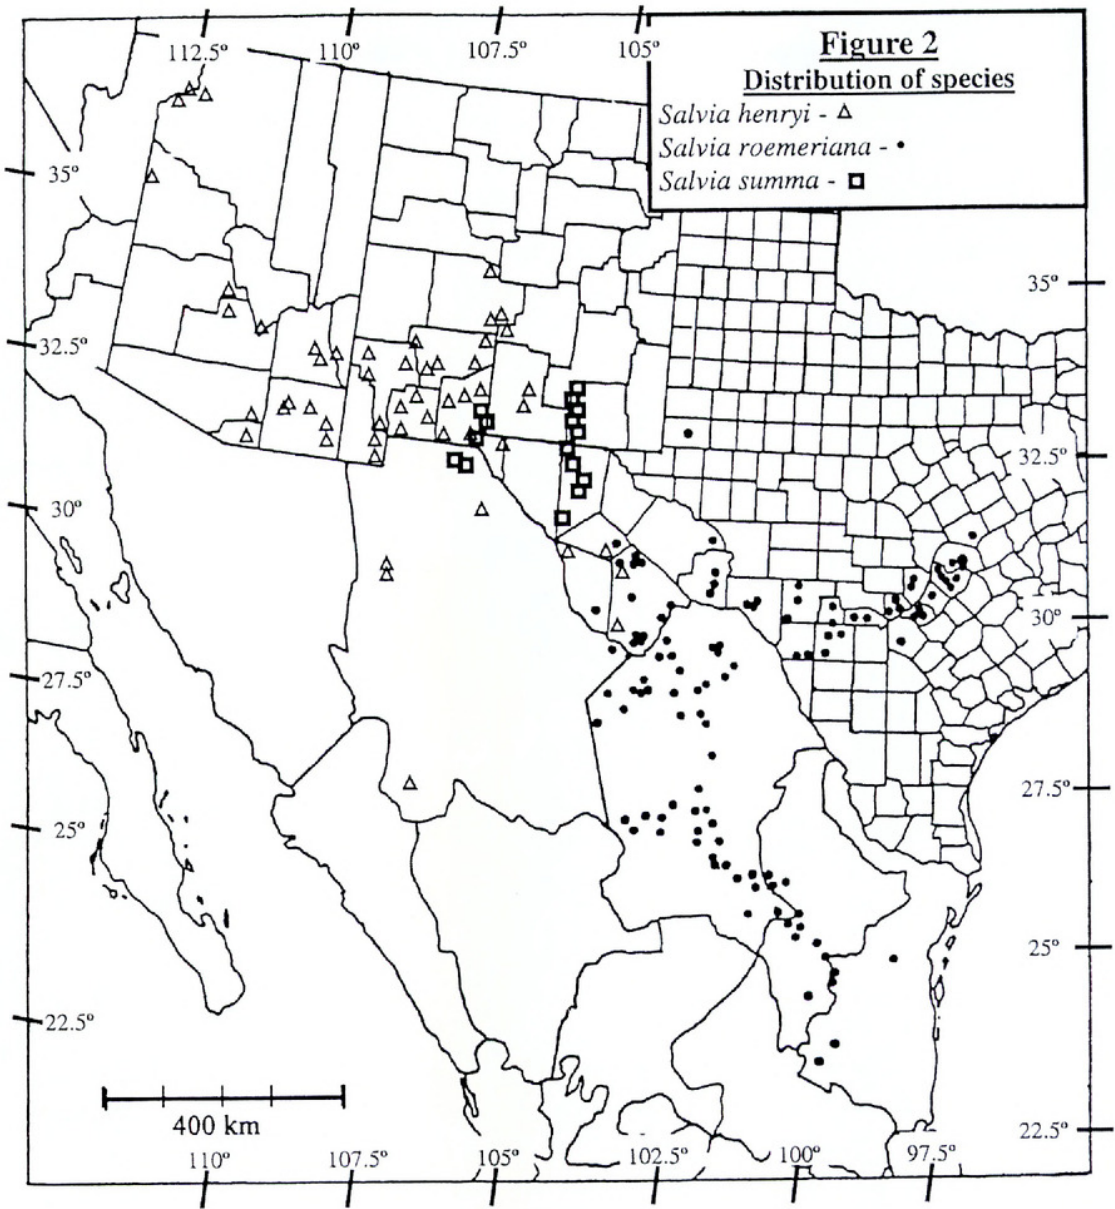 112.5º 110º 107.5º 105º
Figure 2
Distribution of species
Salvia henryi - △
Salvia roemeriana - •
Salvia summa - □
35º
35º
32.5º
32.5º
30º
30º
27.5º
27.5º
25º
25º
22.5º
22.5º
400 km
110º 107.5º 105º 102.5º 100º 97.5º